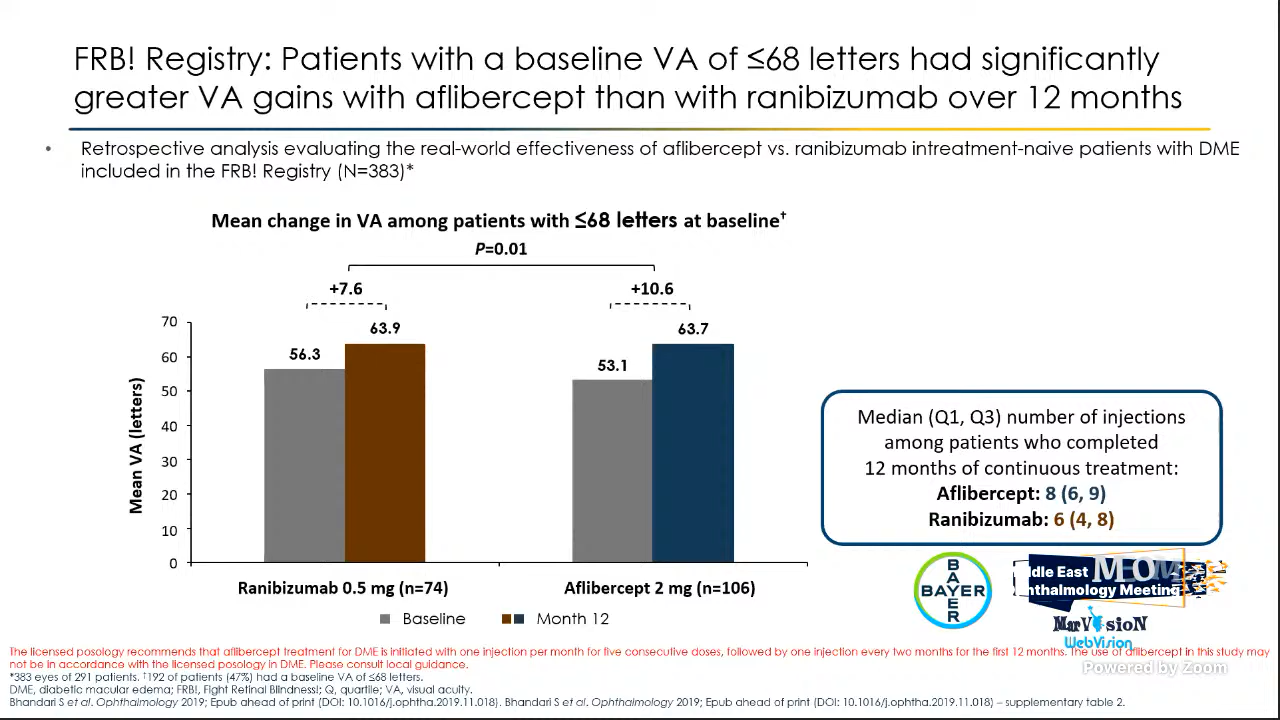 FRB! Registry: Patients with a baseline VA of ≤68 letters had significantly
greater VA gains with aflibercept than with ranibizumab over 12 months
• Retrospective analysis evaluating the real-world effectiveness of aflibercept vs. ranibizumab intreatment-naive patients with DME
included in the FRB! Registry (N=383)*
Mean change in VA among patients with ≤68 letters at baseline†
P=0.01
+7.6
+10.6
Mean VA (letters)
70
60
50
40
30
20
10
0
56.3
63.9
53.1
63.7
Ranibizumab 0.5 mg (n=74)
Aflibercept 2 mg (n=106)
Baseline
Month 12
Median (Q1, Q3) number of injections
among patients who completed
12 months of continuous treatment:
Aflibercept: 8 (6, 9)
Ranibizumab: 6 (4, 8)
BAYER
BAYER
ddle East
MOM
hthalmology Meeting
MarVision
WebVision
Powered by Zoom
The licensed posology recommends that aflibercept treatment for DME is initiated with one injection per month for five consecutive doses, followed by one injection every two months for the first 12 months. The use of aflibercept in this study may
not be in accordance with the licensed posology in DME. Please consult local guidance.
*383 eyes of 291 patients. †192 of patients (47%) had a baseline VA of ≤68 letters.
DME, diabetic macular edema; FRB!, Fight Retinal Blindness!; Q, quartile; VA, visual acuity.
Bhandari S et al. Ophthalmology 2019; Epub ahead of print (DOI: 10.1016/j.ophtha.2019.11.018). Bhandari S et al. Ophthalmology 2019; Epub ahead of print (DOI: 10.1016/j.ophtha.2019.11.018) – supplementary table 2.